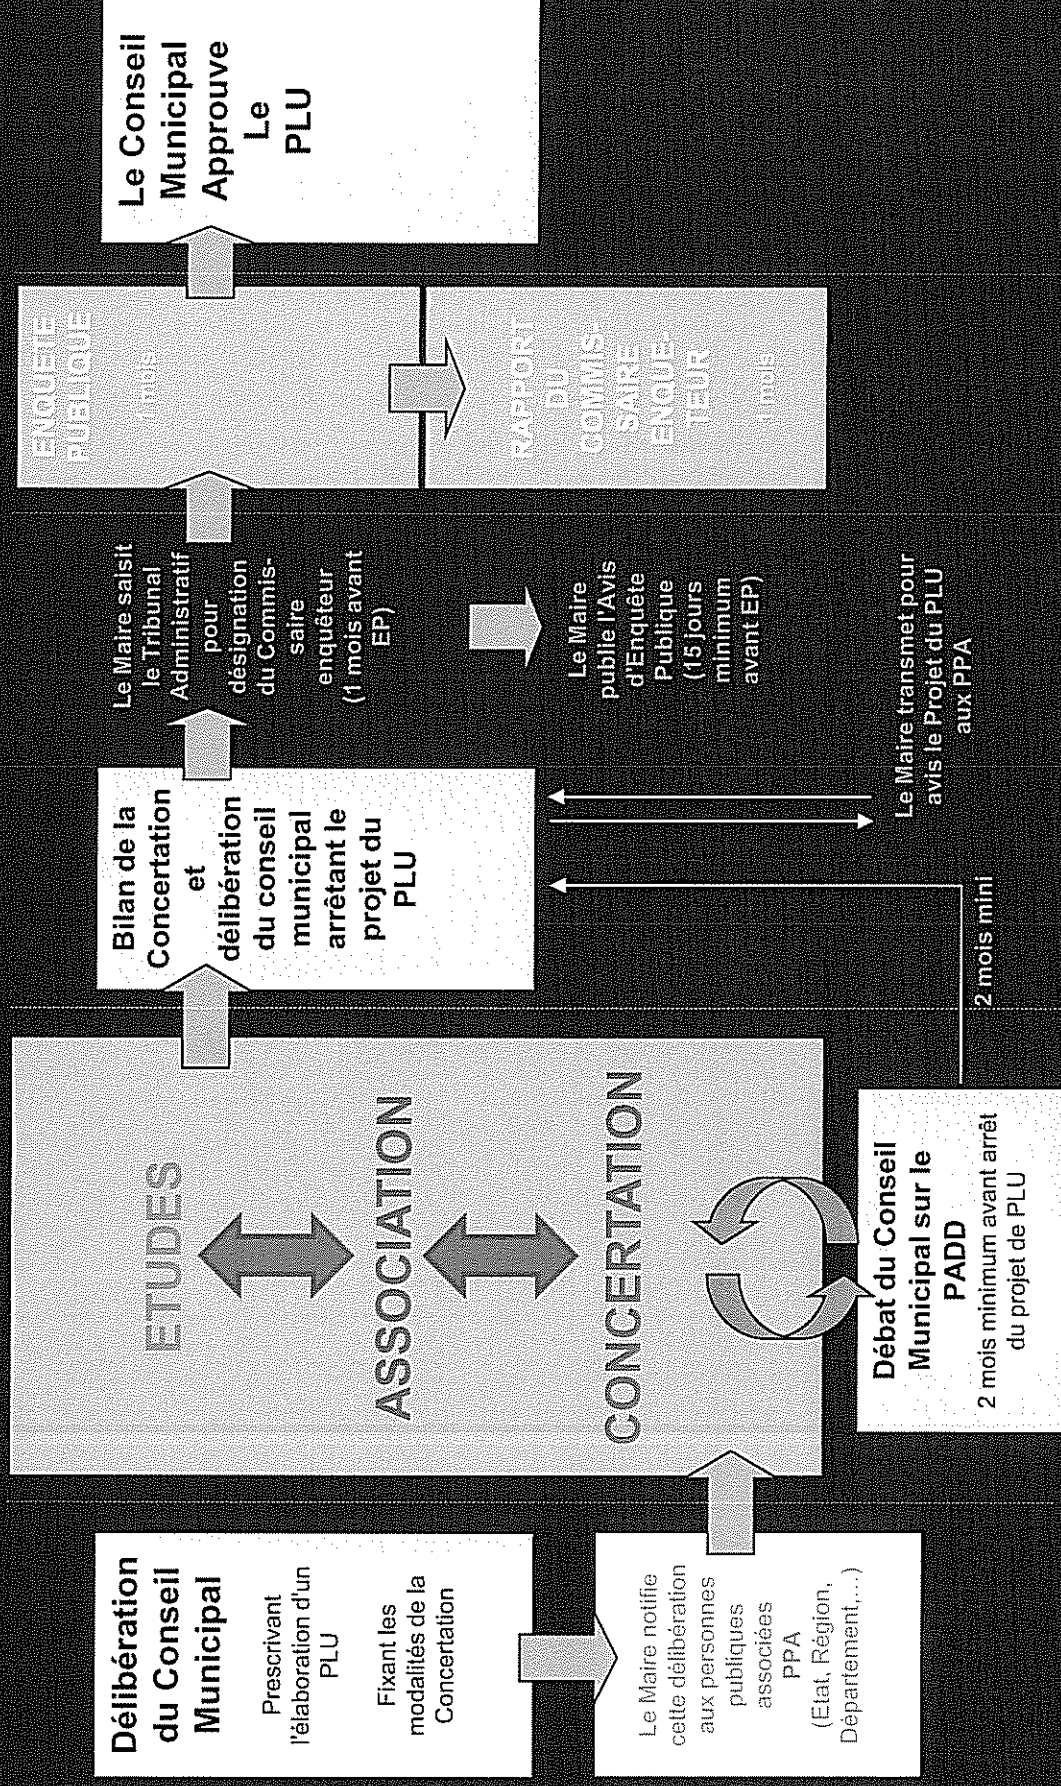 Délibération
du Conseil
Municipal
Prescrivant
l'élaboration d'un
PLU
Fixant les
modalités de la
Concertation
Le Maire notifie
cette délibération
aux personnes
publiques
associées
PPA
(Etat, Région,
Département,...)
ETUDES
ASSOCIATION
CONCERTATION
Débat du Conseil
Municipal sur le
PADD
2 mois minimum avant arrêt
du projet de PLU
2 mois mini
Bilan de la
Concertation
et
délibération
du conseil
municipal
arrêtant le
projet du
PLU
Le Maire transmet pour
avis le Projet du PLU
aux PPA
Le Maire saisit
le Tribunal
Administratif
pour
désignation
du Commis-
saire
enquêteur
(1 mois avant
EP)
Le Maire
publie l'Avis
d'Enquête
Publique
(15 jours
minimum
avant EP)
ENQUETE
PUBLIQUE
1 mois
RAPPORT
DU
COMMIS-
SAIRE
ENQUE-
TEUR
1 mois
Le Conseil
Municipal
Approuve
Le
PLU